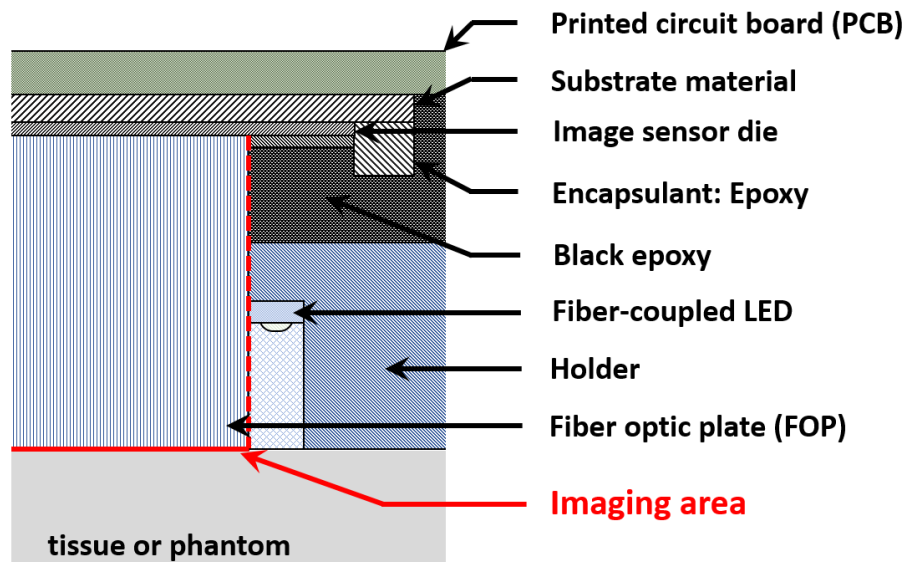 Printed circuit board (PCB)
Substrate material
Image sensor die
Encapsulant: Epoxy
Black epoxy
Fiber-coupled LED
Holder
Fiber optic plate (FOP)
Imaging area
tissue or phantom